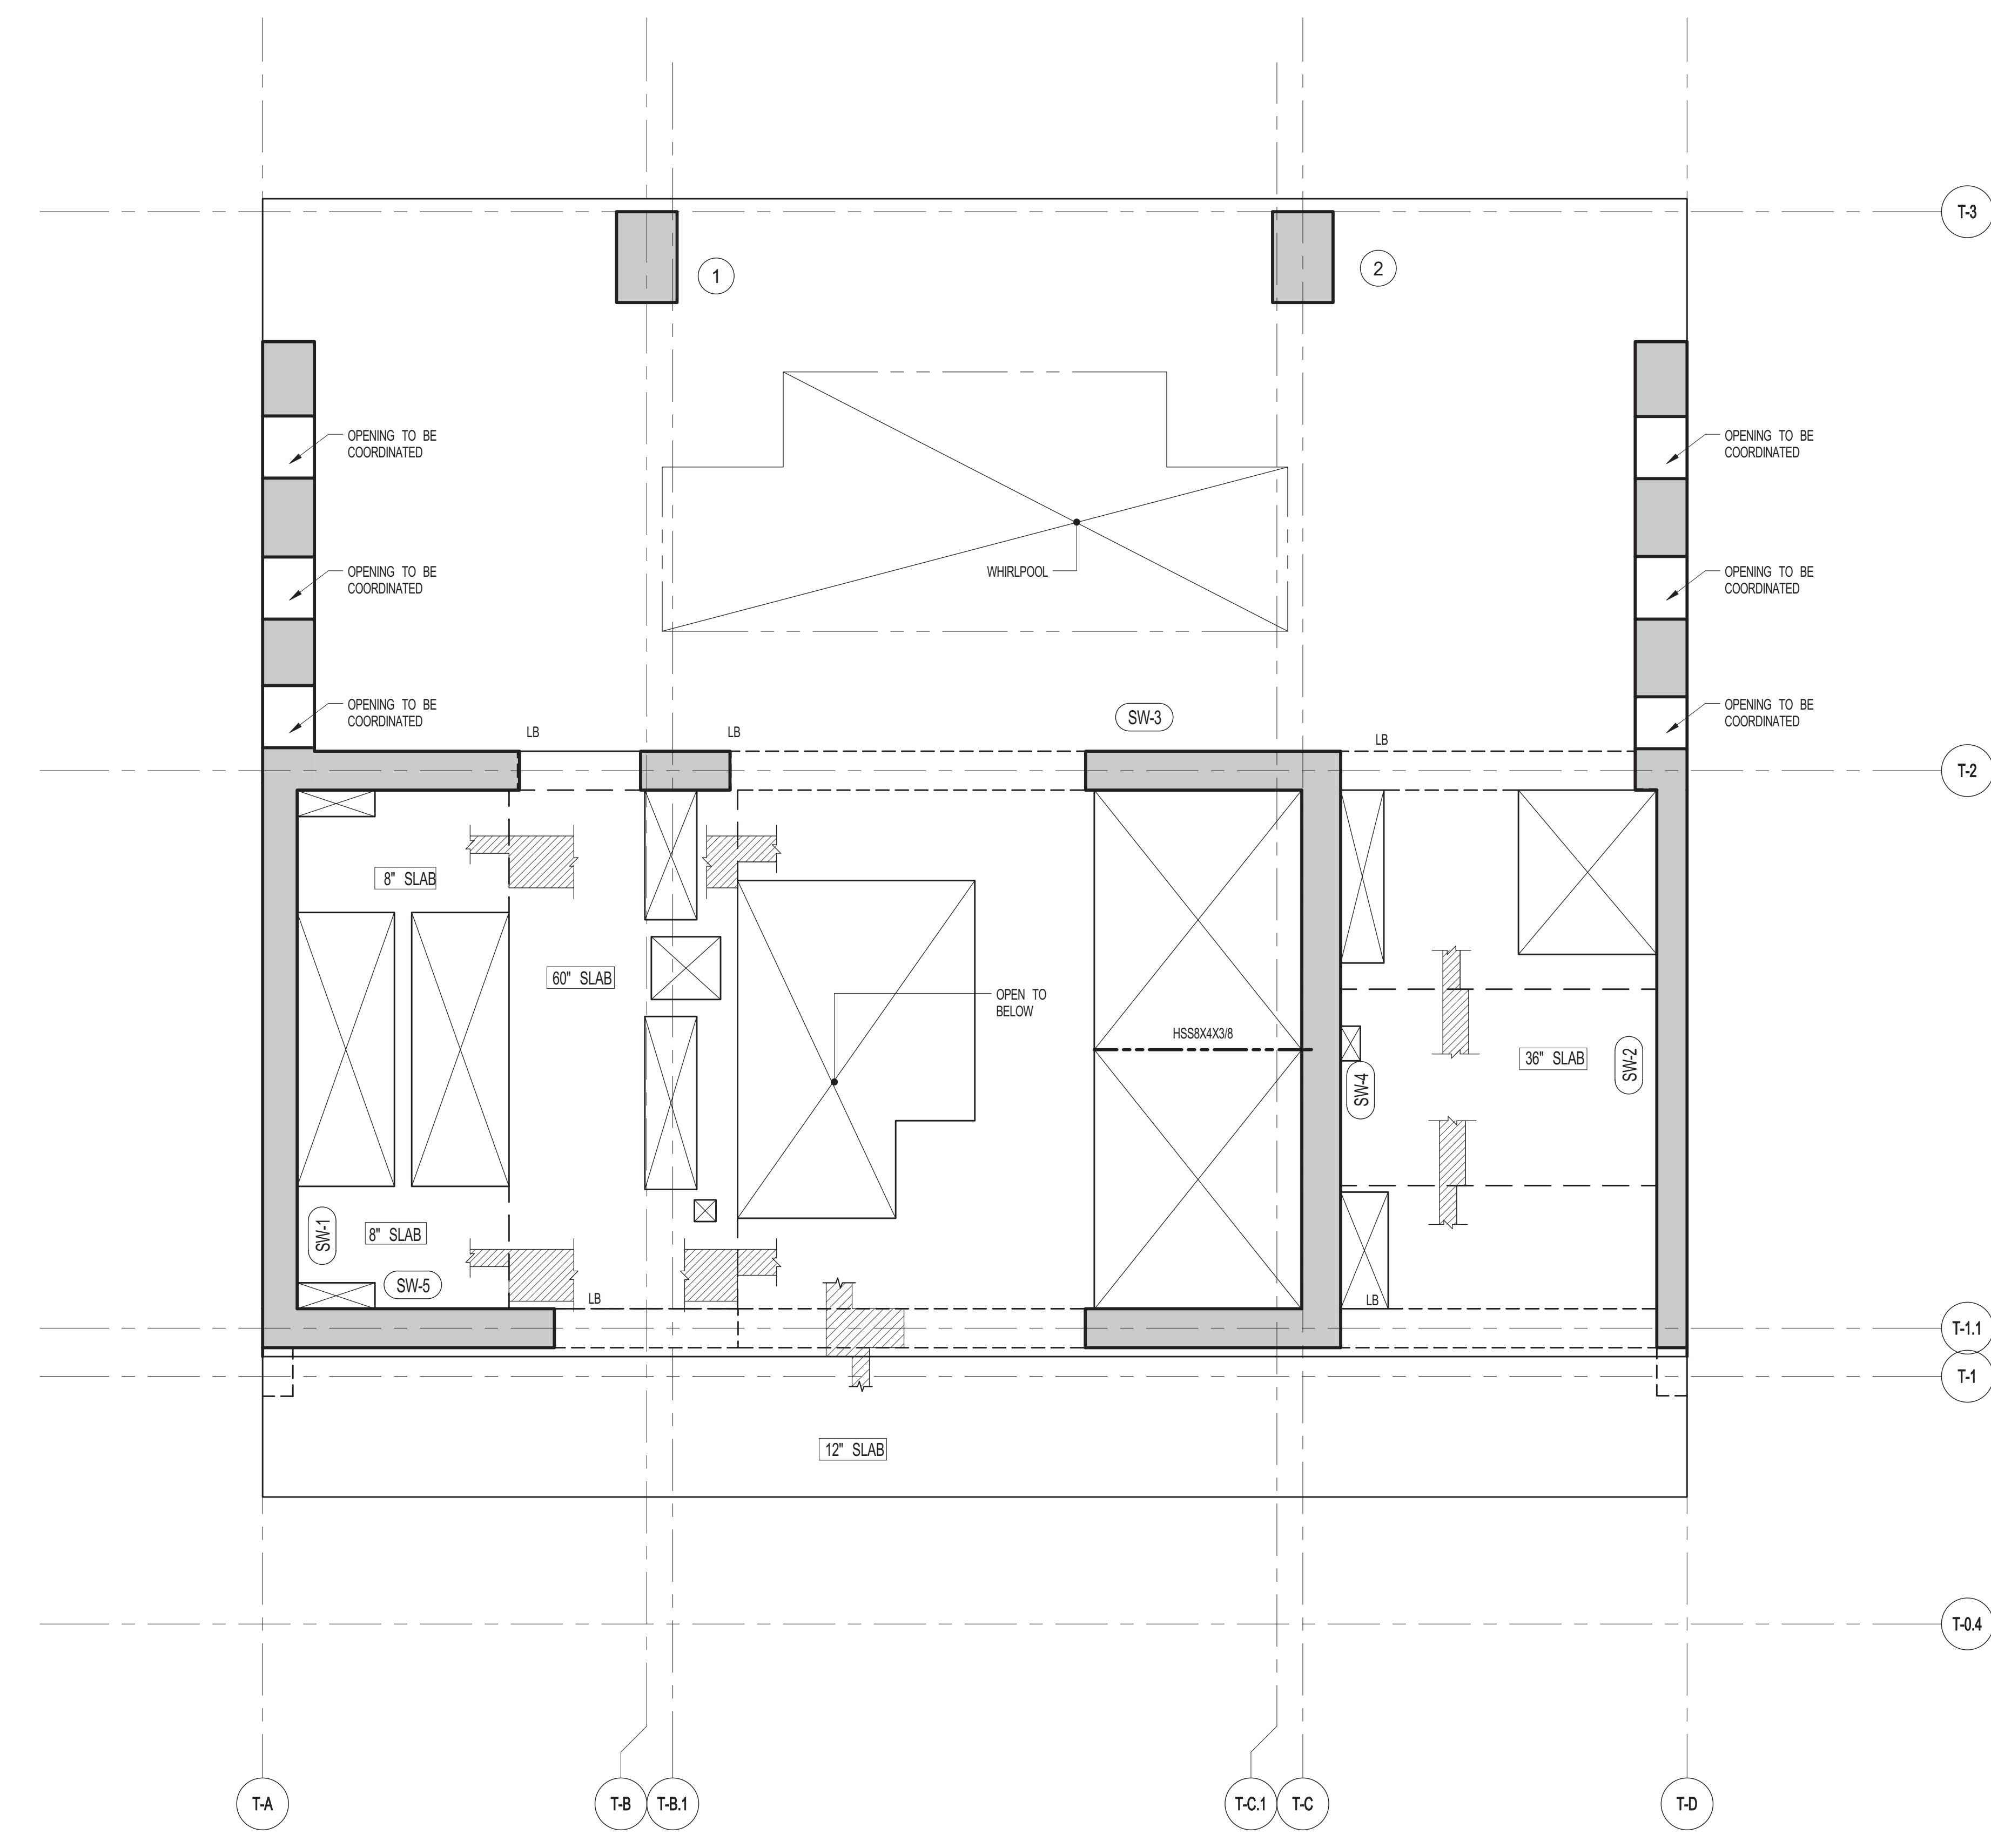 T-3
1
2
OPENING TO BE
COORDINATED
OPENING TO BE
COORDINATED
OPENING TO BE
COORDINATED
WHIRLPOOL
OPENING TO BE
COORDINATED
OPENING TO BE
COORDINATED
OPENING TO BE
COORDINATED
SW-3
LB
LB
LB
T-2
8" SLAB
60" SLAB
OPEN TO
BELOW
HSS8X4X3/8
36" SLAB
SW-2
SW-4
SW-1
8" SLAB
SW-5
LB
LB
T-1.1
T-1
12" SLAB
T-0.4
T-A
T-B
T-B.1
T-C.1
T-C
T-D